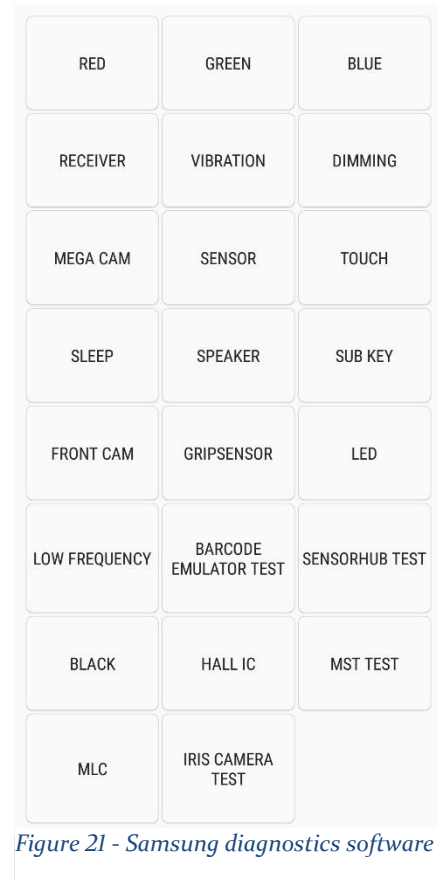 RED
GREEN
BLUE
RECEIVER
VIBRATION
DIMMING
MEGA CAM
SENSOR
TOUCH
SLEEP
SPEAKER
SUB KEY
FRONT CAM
GRIPSENSOR
LED
LOW FREQUENCY
BARCODE
EMULATOR TEST
SENSORHUB TEST
BLACK
HALL IC
MST TEST
MLC
IRIS CAMERA
TEST
Figure 21 - Samsung diagnostics software